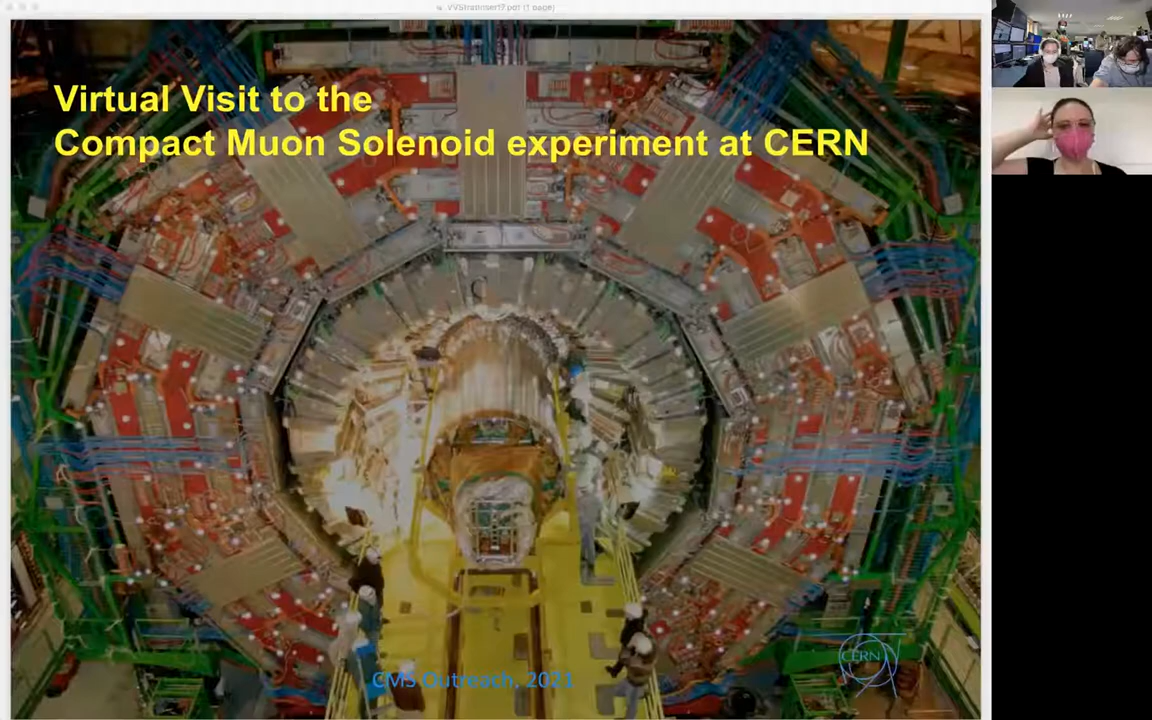 Virtual Visit to the
Compact Muon Solenoid experiment at CERN
CERN
CMS Outreach, 2021